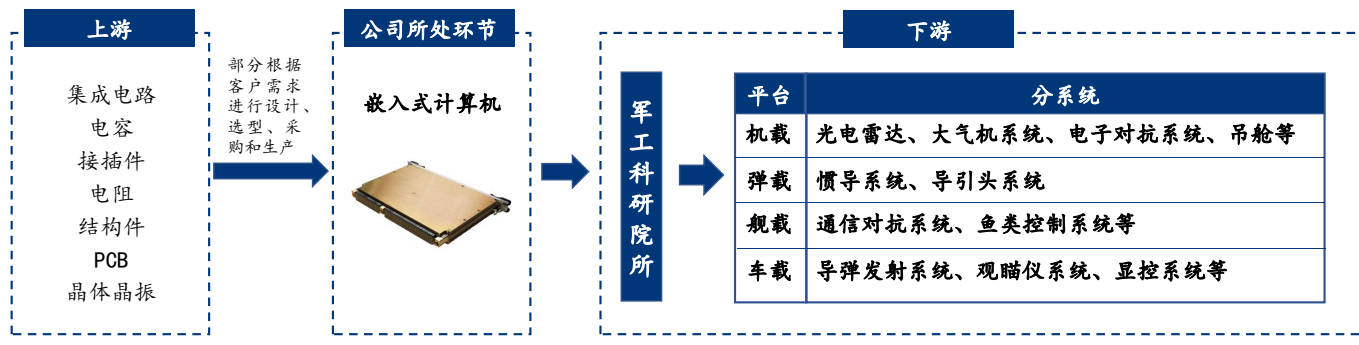 上游
集成电路
电容
接插件
电阻
结构件
PCB
晶体晶振
部分根据
客户需求
进行设计、
选型、采
购和生产
公司所处环节
嵌入式计算机
下游
军工科研院所
平台 分系统
机载 光电雷达、大气机系统、电子对抗系统、吊舱等
弹载 惯导系统、导引头系统
舰载 通信对抗系统、鱼类控制系统等
车载 导弹发射系统、观瞄仪系统、显控系统等